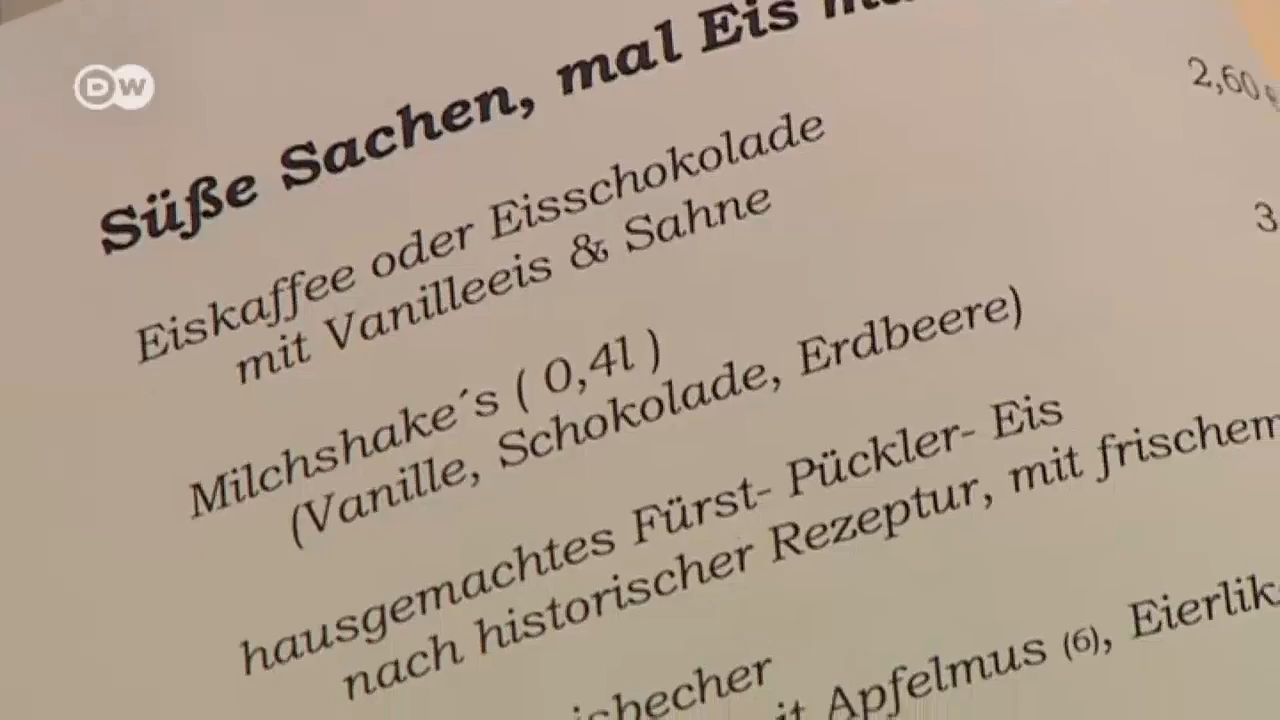 DW
Süße Sachen, mal Eis
2,60
Eiskaffee oder Eisschokolade
mit Vanilleeis & Sahne
3
Milchshake´s ( 0,4l )
(Vanille, Schokolade, Erdbeere)
hausgemachtes Fürst- Pückler- Eis
nach historischer Rezeptur, mit frischem
Apfelmus (6), Eierlik